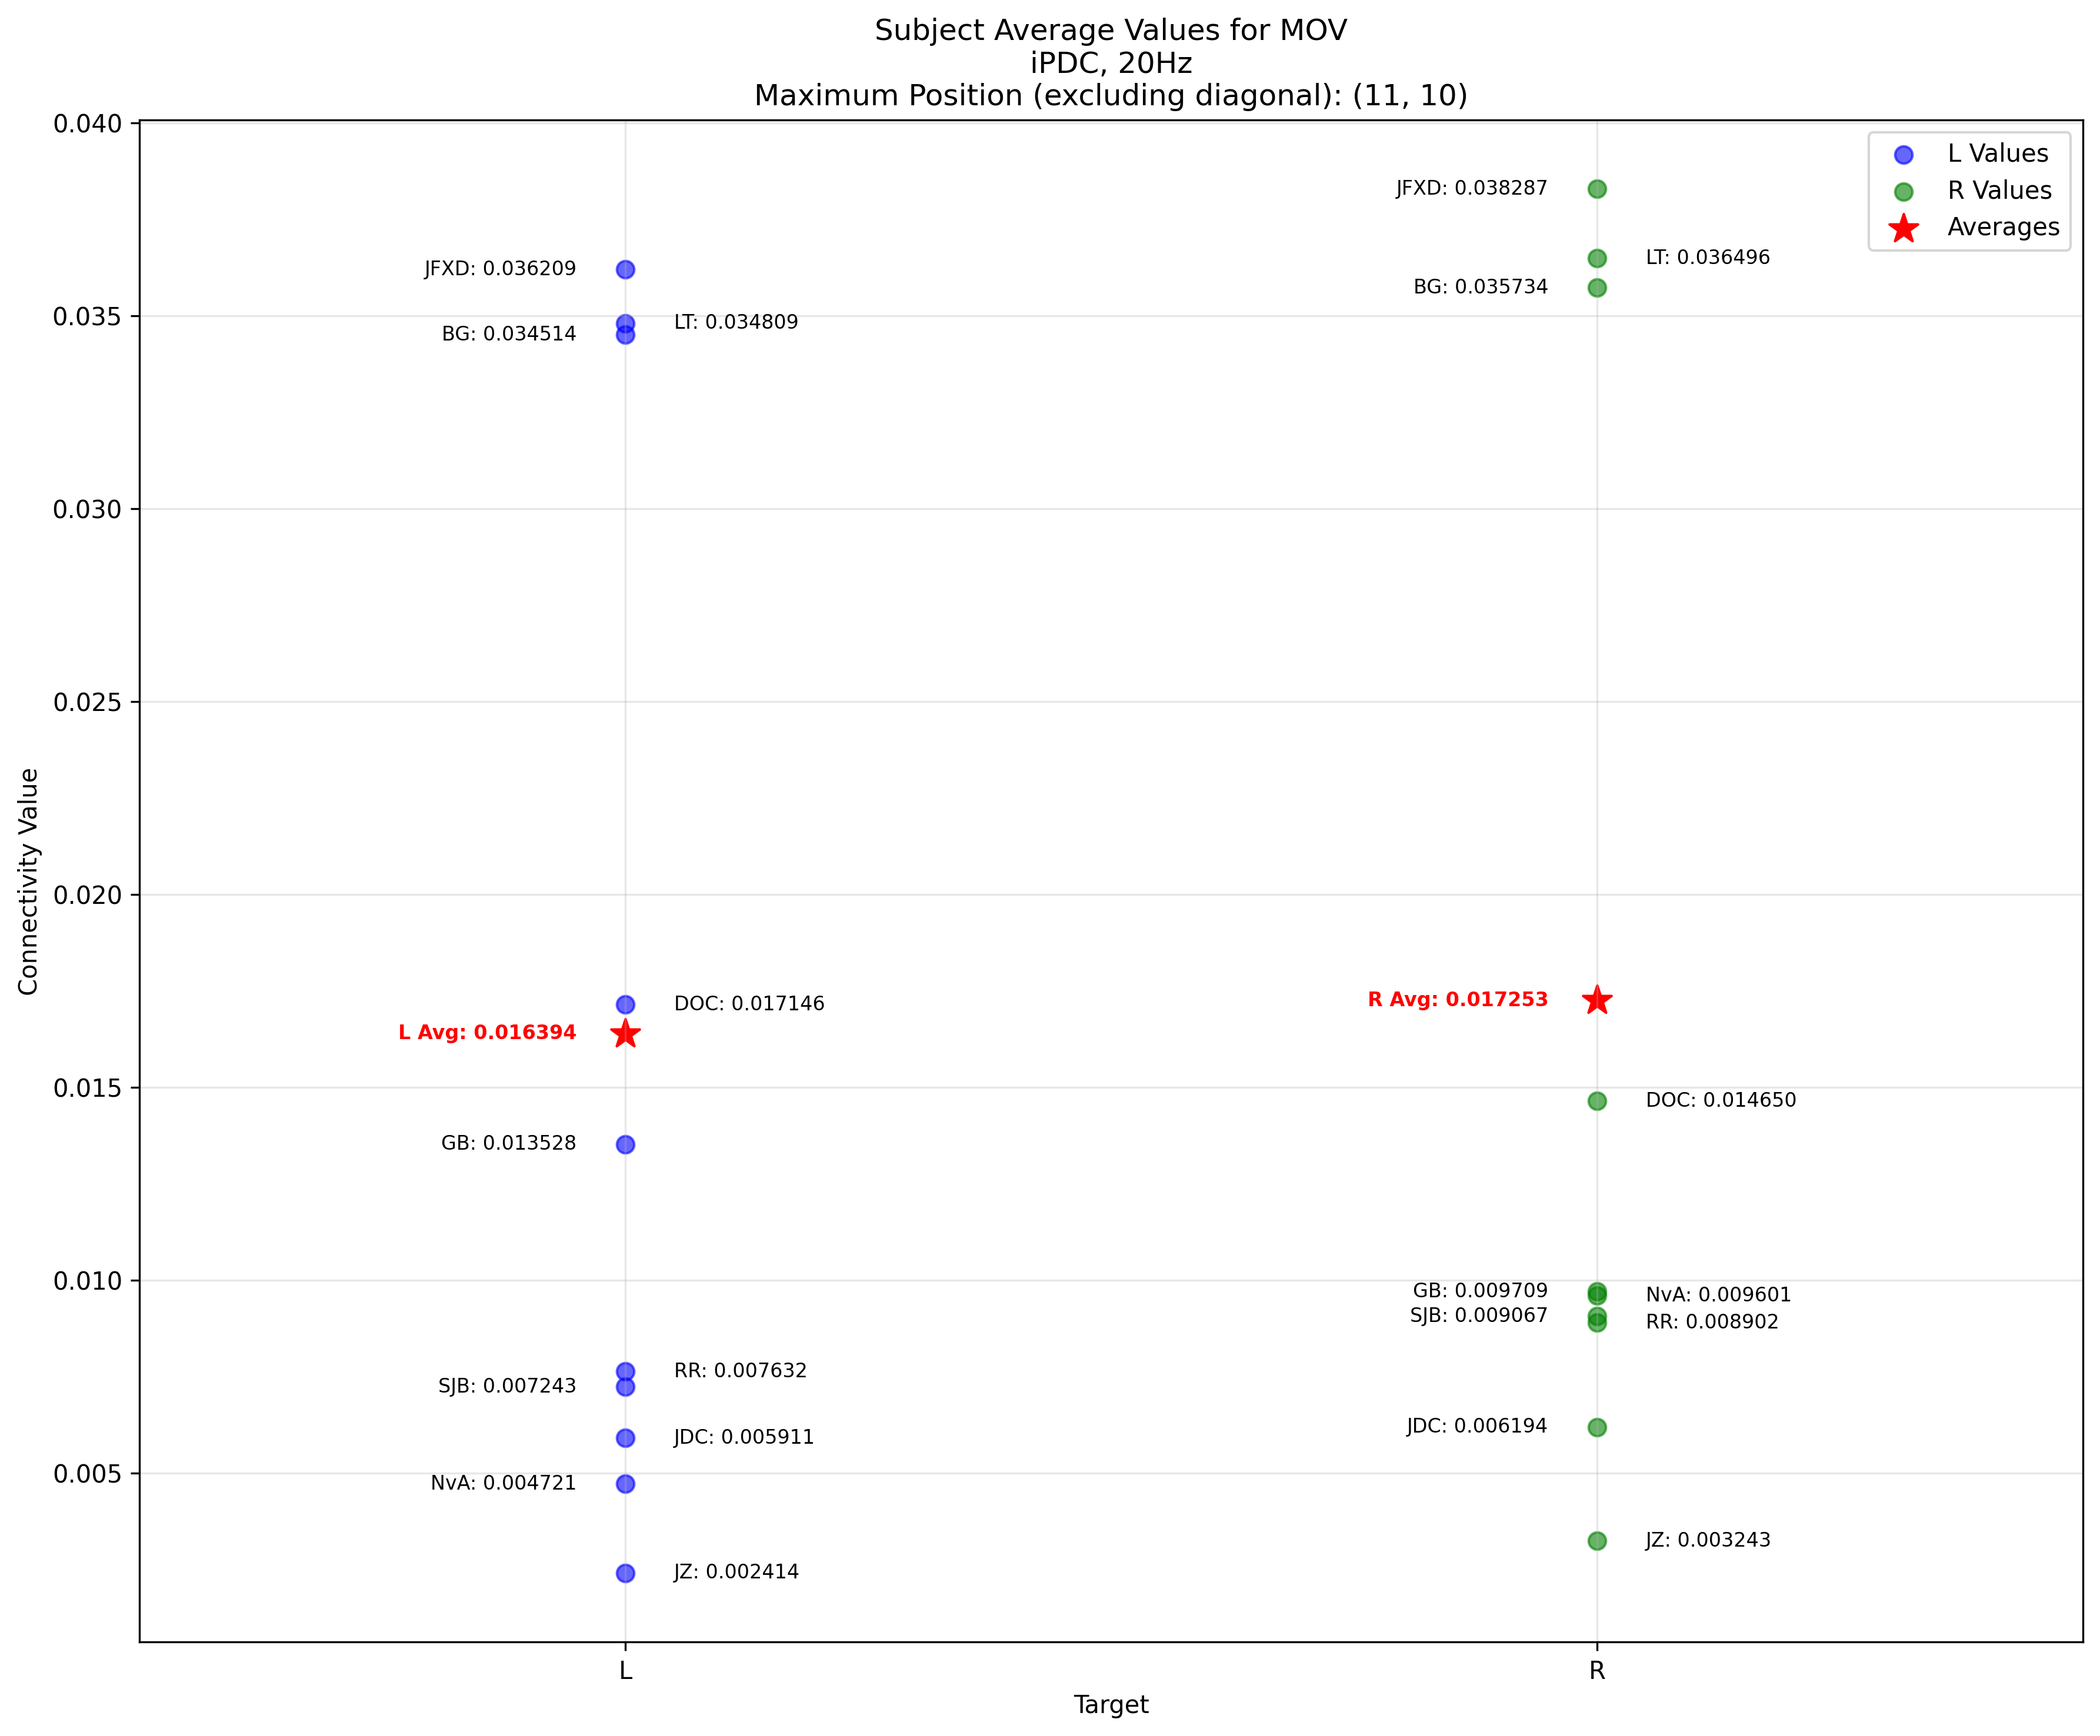 Subject Average Values for MOV
iPDC, 20Hz
Maximum Position (excluding diagonal): (11, 10)
L Values
R Values
Averages
Connectivity Value
0.040
0.035
0.030
0.025
0.020
0.015
0.010
0.005
JFXD: 0.036209
LT: 0.034809
BG: 0.034514
DOC: 0.017146
L Avg: 0.016394
GB: 0.013528
RR: 0.007632
SJB: 0.007243
JDC: 0.005911
NvA: 0.004721
JZ: 0.002414
JFXD: 0.038287
LT: 0.036496
BG: 0.035734
R Avg: 0.017253
DOC: 0.014650
GB: 0.009709
NvA: 0.009601
SJB: 0.009067
RR: 0.008902
JDC: 0.006194
JZ: 0.003243
L
R
Target